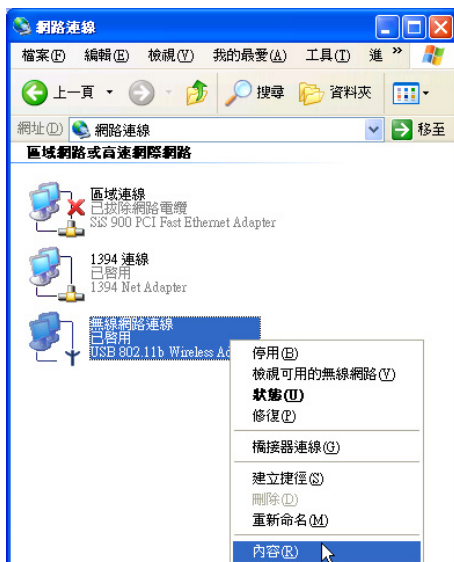 網路連線
檔案(F) 編輯(E) 檢視(V) 我的最愛(A) 工具(T) 進 »
上一頁 搜尋 資料夾
網址(D) 網路連線 移至
區域網路或高速網際網路
區域連線
已拔除網路電纜
SiS 900 PCI Fast Ethernet Adapter
1394 連線
已啓用
1394 Net Adapter
無線網路連線
已啓用
USB 802.11b Wireless Ad
停用(B)
檢視可用的無線網路(V)
狀態(U)
修復(P)
橋接器連線(G)
建立捷徑(S)
刪除(D)
重新命名(M)
內容(R)